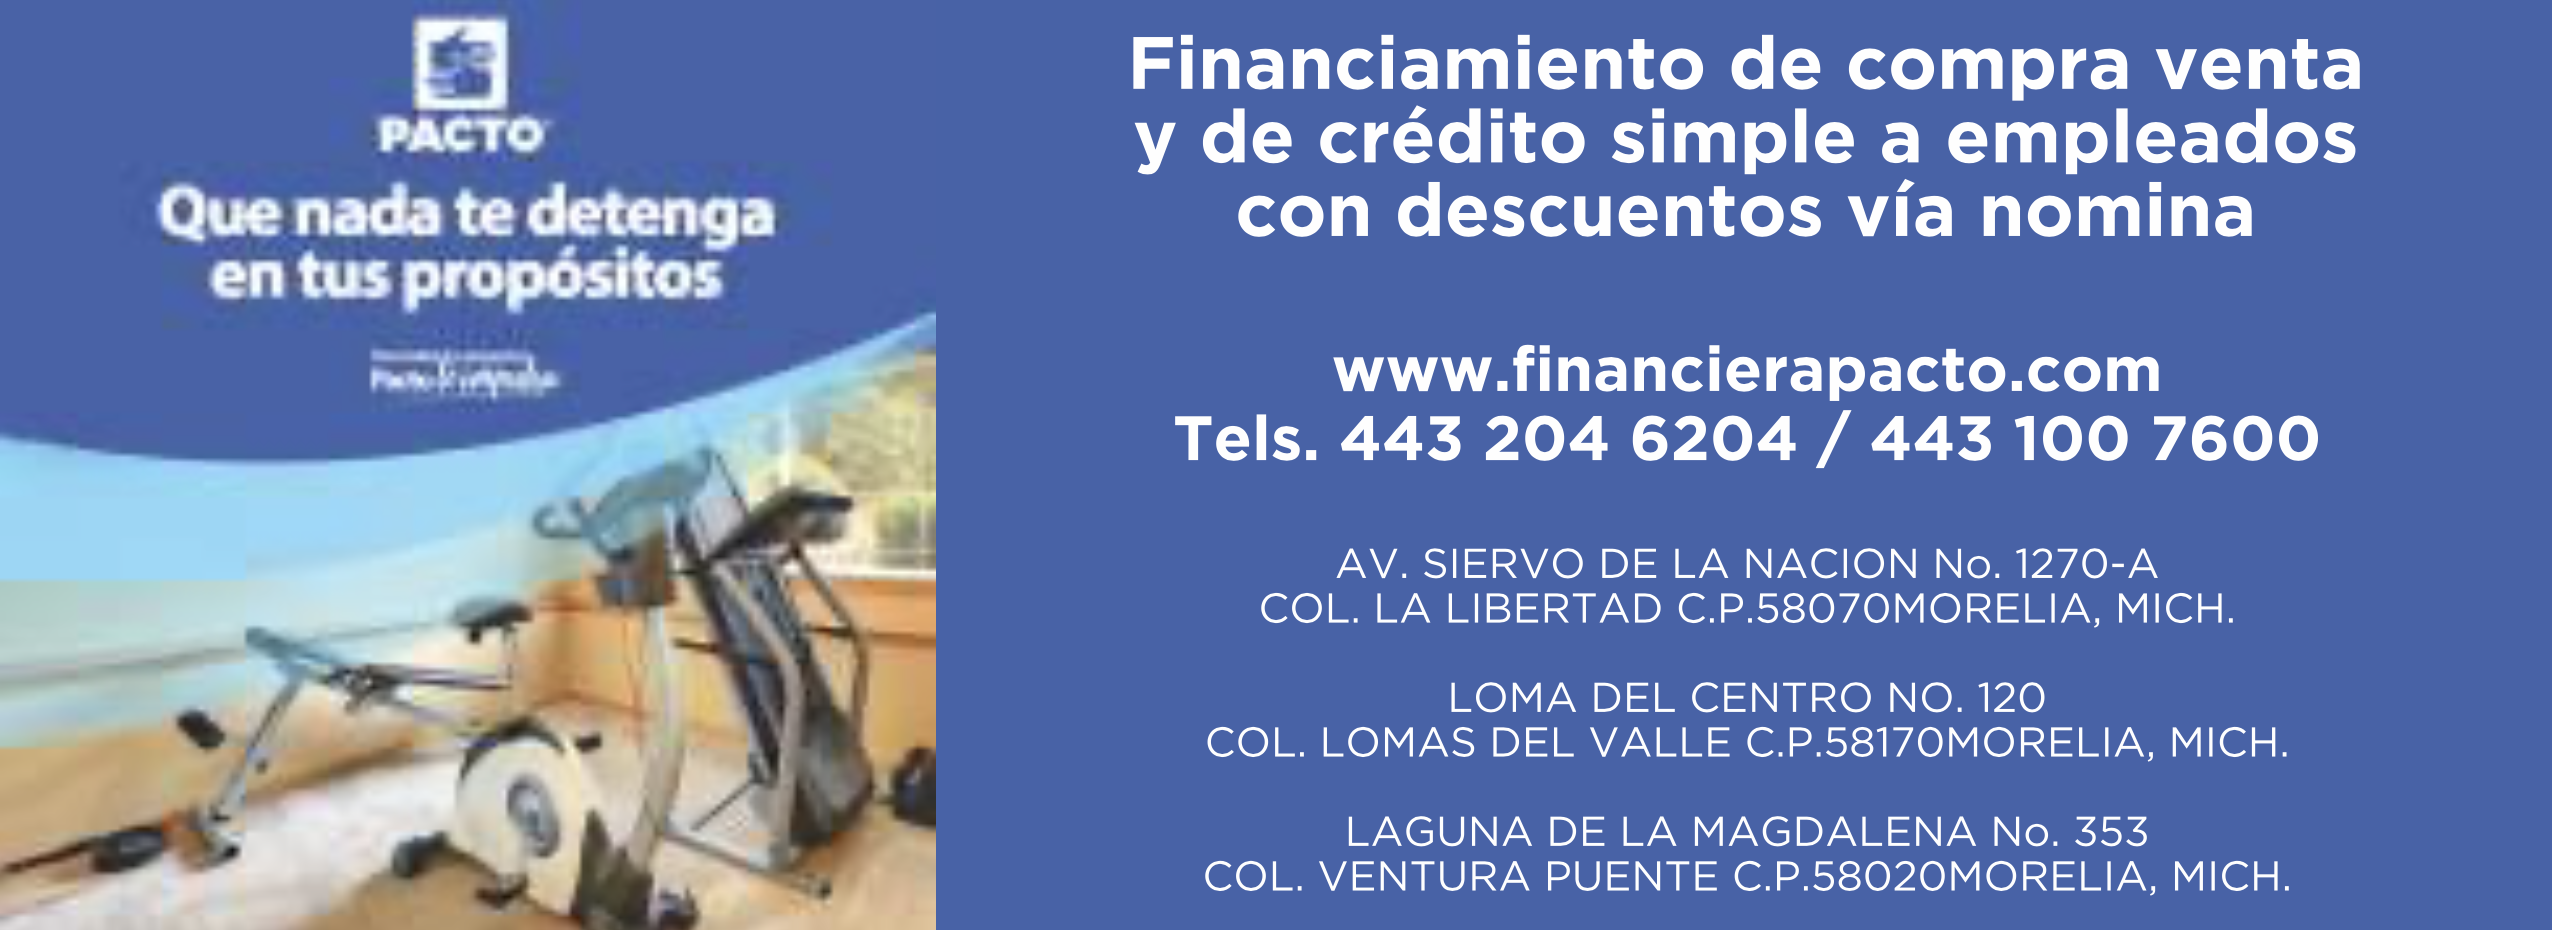 PACTO
Que nada te detenga
en tus propósitos
Financiamiento de compra venta
y de crédito simple a empleados
con descuentos vía nomina
www.financierapacto.com
Tels. 443 204 6204 / 443 100 7600
AV. SIERVO DE LA NACION No. 1270-A
COL. LA LIBERTAD C.P.58070MORELIA, MICH.
LOMA DEL CENTRO NO. 120
COL. LOMAS DEL VALLE C.P.58170MORELIA, MICH.
LAGUNA DE LA MAGDALENA No. 353
COL. VENTURA PUENTE C.P.58020MORELIA, MICH.